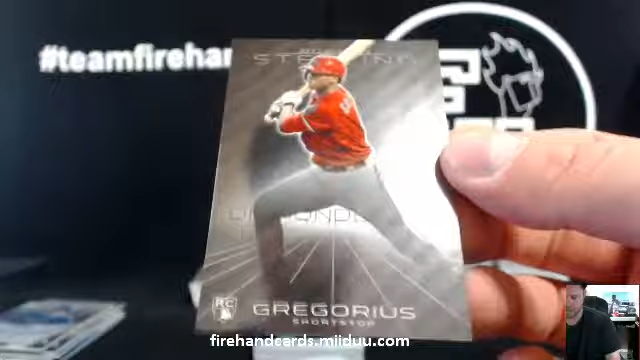 #teamfirehan
STERLING
RC
GREGORIUS
SHORTSTOP
firehandcards.miiduu.com